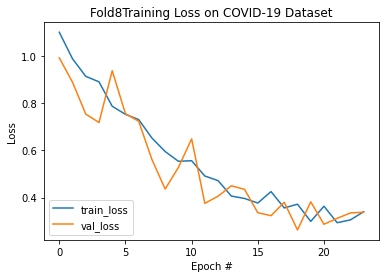 Fold8Training Loss on COVID-19 Dataset
1.0
0.8
0.6
0.4
Loss
train_loss
val_loss
0 5 10 15 20
Epoch #